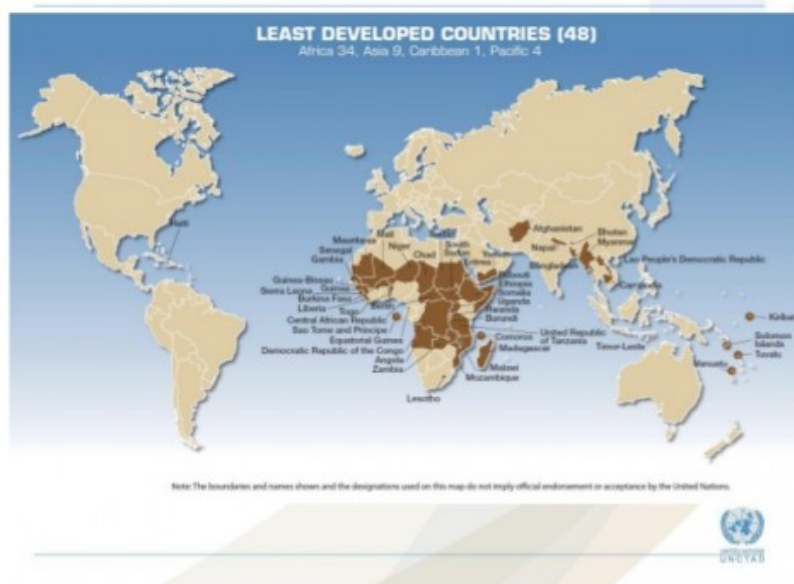 LEAST DEVELOPED COUNTRIES (48)
Africa 34, Asia 9, Caribbean 1, Pacific 4
Haiti
Mauritania
Senegal
Gambia
Mali
Niger
Chad
South
Sudan
Eritrea
Yemen
Afghanistan
Nepal
Bangladesh
Bhutan
Myanmar
Lao People's Democratic Republic
Cambodia
Guinea-Bissau
Guinea
Sierra Leone
Burkina Faso
Liberia
Togo
Benin
Central African Republic
Sao Tome and Principe
Equatorial Guinea
Democratic Republic of the Congo
Angola
Zambia
Lesotho
Djibouti
Ethiopia
Somalia
Uganda
Rwanda
Burundi
United Republic
of Tanzania
Comoros
Madagascar
Malawi
Mozambique
Timor-Leste
Kiribati
Solomon
Islands
Tuvalu
Vanuatu
Note: The boundaries and names shown and the designations used on this map do not imply official endorsement or acceptance by the United Nations.
UNCTAD